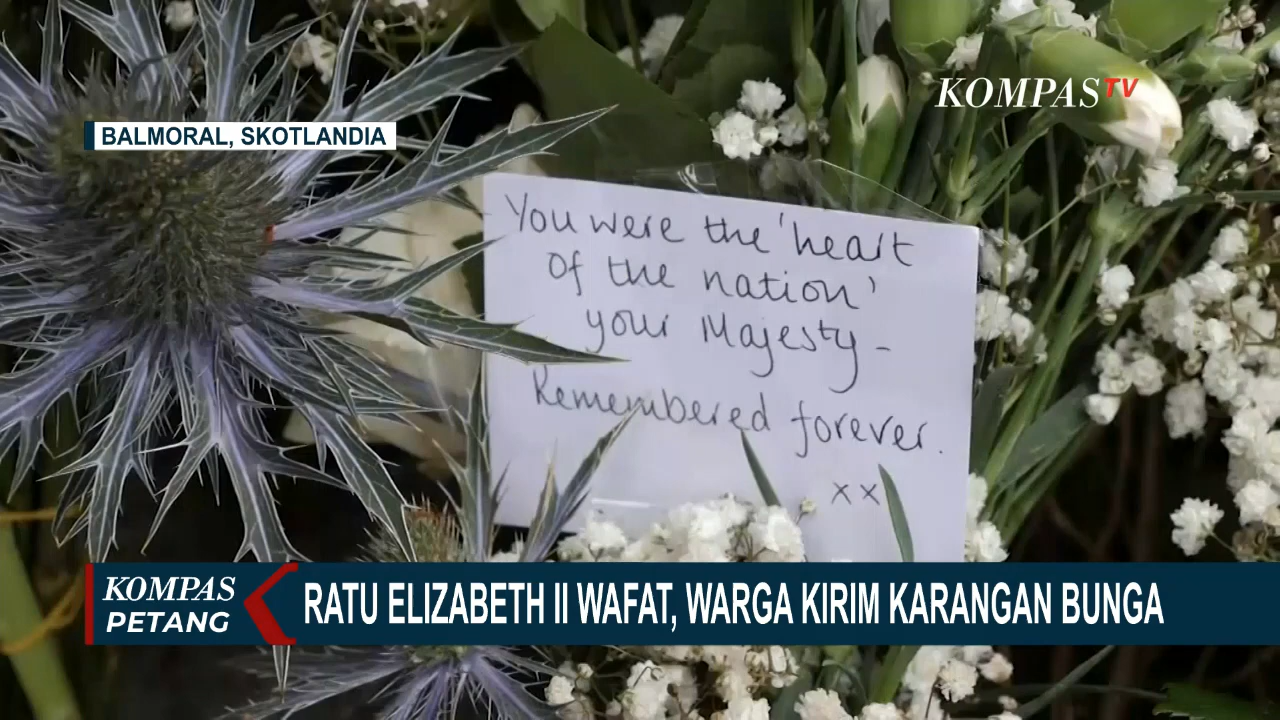 BALMORAL, SKOTLANDIA
KOMPASTV
You were the 'heart
of the nation'
your Majesty -
Remembered forever.
xx
KOMPAS
PETANG
RATU ELIZABETH II WAFAT, WARGA KIRIM KARANGAN BUNGA